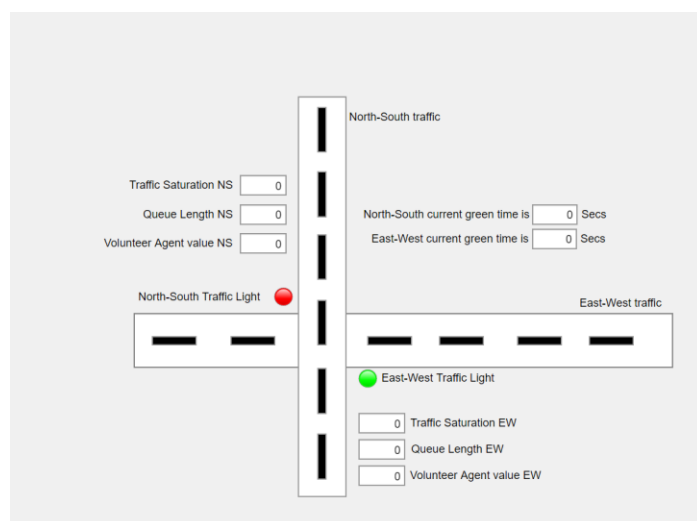 North-South traffic
Traffic Saturation NS 0
Queue Length NS 0
Volunteer Agent value NS 0
North-South current green time is 0 Secs
East-West current green time is 0 Secs
North-South Traffic Light
East-West traffic
East-West Traffic Light
0 Traffic Saturation EW
0 Queue Length EW
0 Volunteer Agent value EW